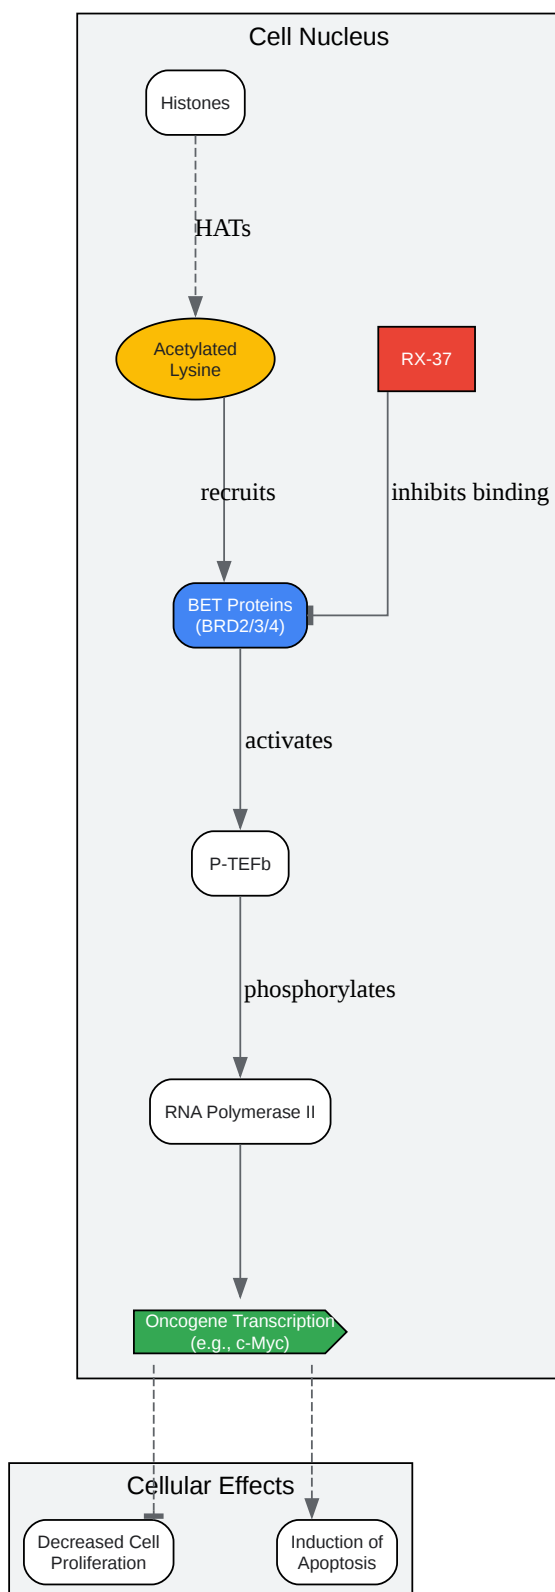 Cell Nucleus
Histones
HATs
Acetylated
Lysine
RX-37
recruits
inhibits binding
BET Proteins
(BRD2/3/4)
activates
P-TEFb
phosphorylates
RNA Polymerase II
Oncogene Transcription
(e.g., c-Myc)
Cellular Effects
Decreased Cell
Proliferation
Induction of
Apoptosis